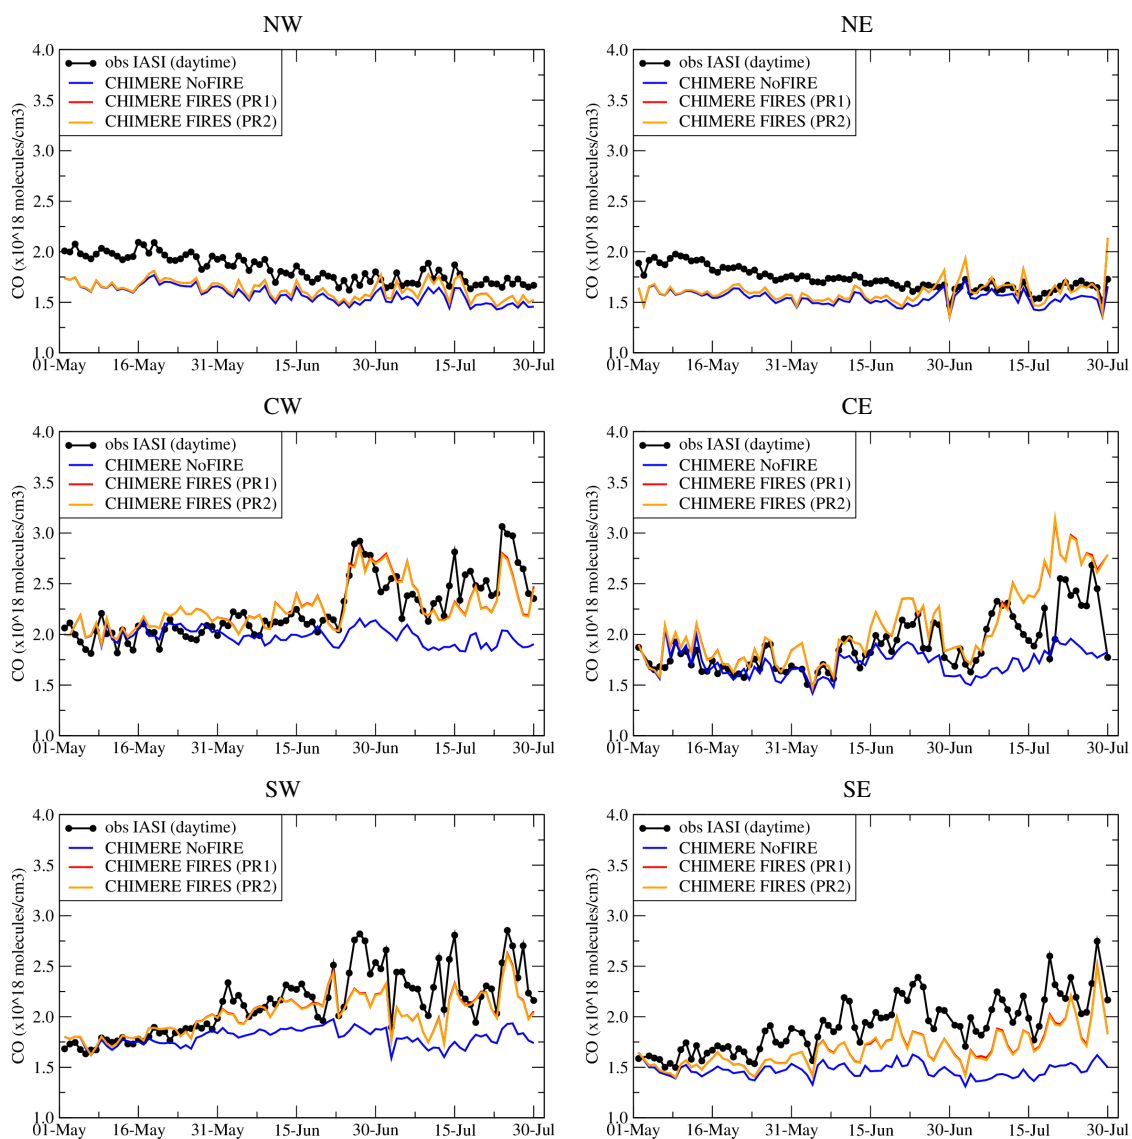 NW
4.0
3.5
3.0
2.5
2.0
1.5
1.0
CO (x10^18 molecules/cm3)
obs IASI (daytime)
CHIMERE NoFIRE
CHIMERE FIRES (PR1)
CHIMERE FIRES (PR2)
01-May 16-May 31-May 15-Jun 30-Jun 15-Jul 30-Jul
NE
4.0
3.5
3.0
2.5
2.0
1.5
1.0
CO (x10^18 molecules/cm3)
obs IASI (daytime)
CHIMERE NoFIRE
CHIMERE FIRES (PR1)
CHIMERE FIRES (PR2)
01-May 16-May 31-May 15-Jun 30-Jun 15-Jul 30-Jul
CW
4.0
3.5
3.0
2.5
2.0
1.5
1.0
CO (x10^18 molecules/cm3)
obs IASI (daytime)
CHIMERE NoFIRE
CHIMERE FIRES (PR1)
CHIMERE FIRES (PR2)
01-May 16-May 31-May 15-Jun 30-Jun 15-Jul 30-Jul
CE
4.0
3.5
3.0
2.5
2.0
1.5
1.0
CO (x10^18 molecules/cm3)
obs IASI (daytime)
CHIMERE NoFIRE
CHIMERE FIRES (PR1)
CHIMERE FIRES (PR2)
01-May 16-May 31-May 15-Jun 30-Jun 15-Jul 30-Jul
SW
4.0
3.5
3.0
2.5
2.0
1.5
1.0
CO (x10^18 molecules/cm3)
obs IASI (daytime)
CHIMERE NoFIRE
CHIMERE FIRES (PR1)
CHIMERE FIRES (PR2)
01-May 16-May 31-May 15-Jun 30-Jun 15-Jul 30-Jul
SE
4.0
3.5
3.0
2.5
2.0
1.5
1.0
CO (x10^18 molecules/cm3)
obs IASI (daytime)
CHIMERE NoFIRE
CHIMERE FIRES (PR1)
CHIMERE FIRES (PR2)
01-May 16-May 31-May 15-Jun 30-Jun 15-Jul 30-Jul